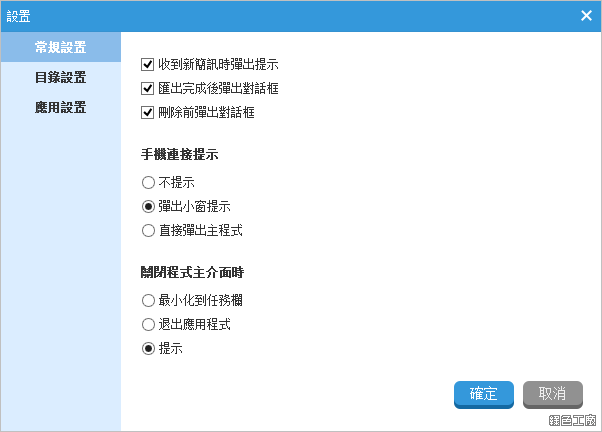 設置
常規設置
目錄設置
應用設置
收到新簡訊時彈出提示
匯出完成後彈出對話框
刪除前彈出對話框
手機連接提示
不提示
彈出小窗提示
直接彈出主程式
關閉程式主介面時
最小化到任務欄
退出應用程式
提示
確定
取消
綠色工廠